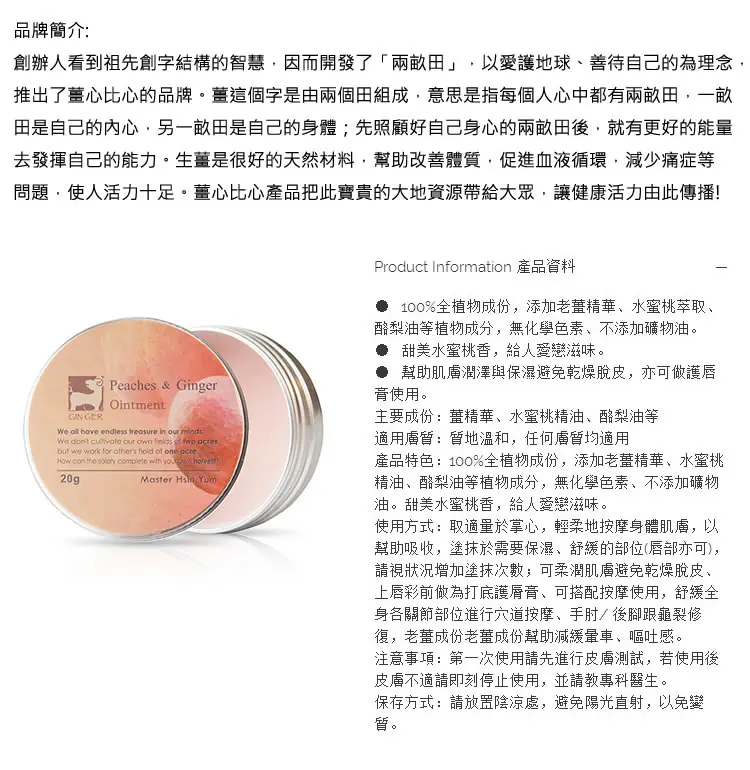 品牌簡介:
創辦人看到祖先創字結構的智慧，因而開發了「兩畝田」，以愛護地球、善待自己的為理念，
推出了薑心比心的品牌。薑這個字是由兩個田組成，意思是指每個人心中都有兩畝田，一畝
田是自己的內心，另一畝田是自己的身體；先照顧好自己身心的兩畝田後，就有更好的能量
去發揮自己的能力。生薑是很好的天然材料，幫助改善體質，促進血液循環，減少痛症等
問題，使人活力十足。薑心比心產品把此寶貴的大地資源帶給大眾，讓健康活力由此傳播!
Product Information 產品資料
● 100%全植物成份，添加老薑精華、水蜜桃萃取、
酪梨油等植物成分，無化學色素、不添加礦物油。
● 甜美水蜜桃香，給人愛戀滋味。
● 幫助肌膚潤澤與保濕避免乾燥脫皮，亦可做護唇
膏使用。
主要成份：薑精華、水蜜桃精油、酪梨油等
適用膚質：質地溫和，任何膚質均適用
產品特色：100%全植物成份，添加老薑精華、水蜜桃
精油、酪梨油等植物成分，無化學色素、不添加礦物
油。甜美水蜜桃香，給人愛戀滋味。
使用方式：取適量於掌心，輕柔地按摩身體肌膚，以
幫助吸收，塗抹於需要保濕、舒緩的部位(唇部亦可)，
請視狀況增加塗抹次數；可柔潤肌膚避免乾燥脫皮、
上唇彩前做為打底護唇膏、可搭配按摩使用，舒緩全
身各關節部位進行穴道按摩、手肘/ 後腳跟龜裂修
復，老薑成份老薑成份幫助減緩暈車、嘔吐感。
注意事項：第一次使用請先進行皮膚測試，若使用後
皮膚不適請即刻停止使用，並請教專科醫生。
保存方式：請放置陰涼處，避免陽光直射，以免變
質。
GINGER
Peaches & Ginger
Ointment
We all have endless treasure in our minds.
We don't cultivate our own fields of two acres,
but we work for other's field of one acre.
How can the salary complete with your own harvest?
20g
Master Hsin Yum